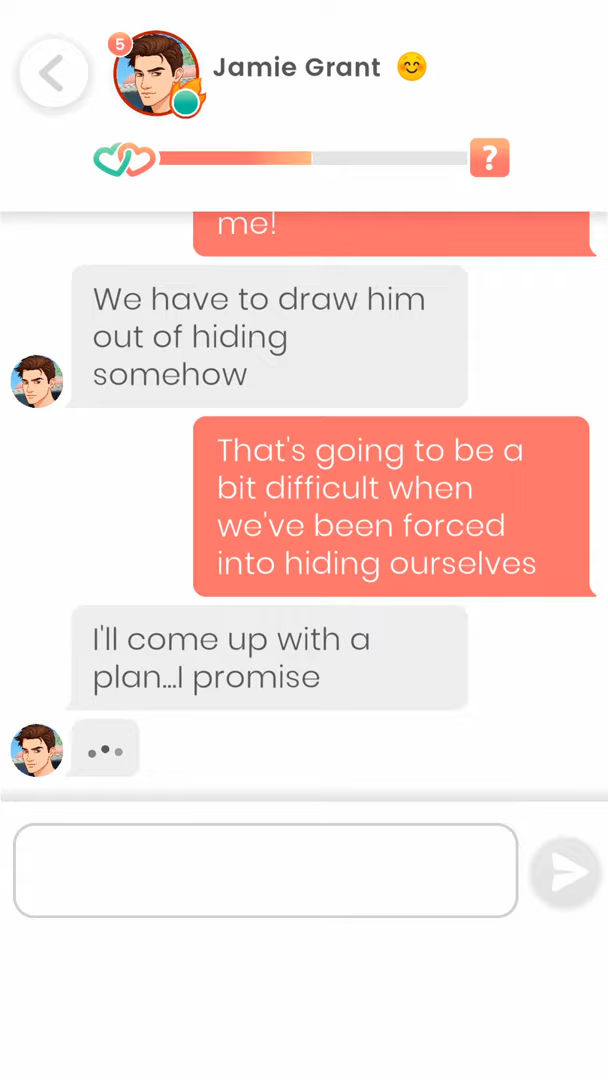 5
Jamie Grant
?
me!
We have to draw him
out of hiding
somehow
That's going to be a
bit difficult when
we've been forced
into hiding ourselves
I'll come up with a
plan...I promise